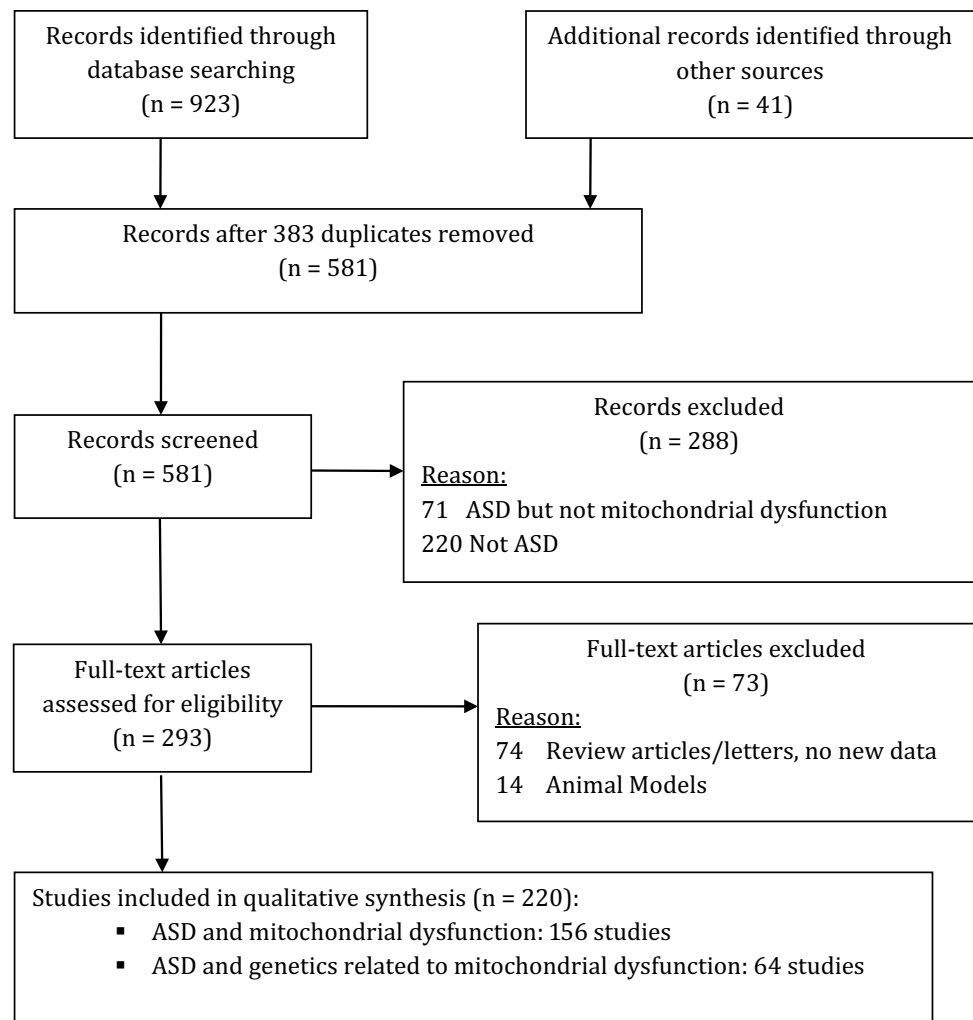 Records identified through
database searching
(n = 923)
Additional records identified through
other sources
(n = 41)
Records after 383 duplicates removed
(n = 581)
Records screened
(n = 581)
Records excluded
(n = 288)
Reason:
71 ASD but not mitochondrial dysfunction
220 Not ASD
Full-text articles
assessed for eligibility
(n = 293)
Full-text articles excluded
(n = 73)
Reason:
74 Review articles/letters, no new data
14 Animal Models
Studies included in qualitative synthesis (n = 220):
▪ ASD and mitochondrial dysfunction: 156 studies
▪ ASD and genetics related to mitochondrial dysfunction: 64 studies